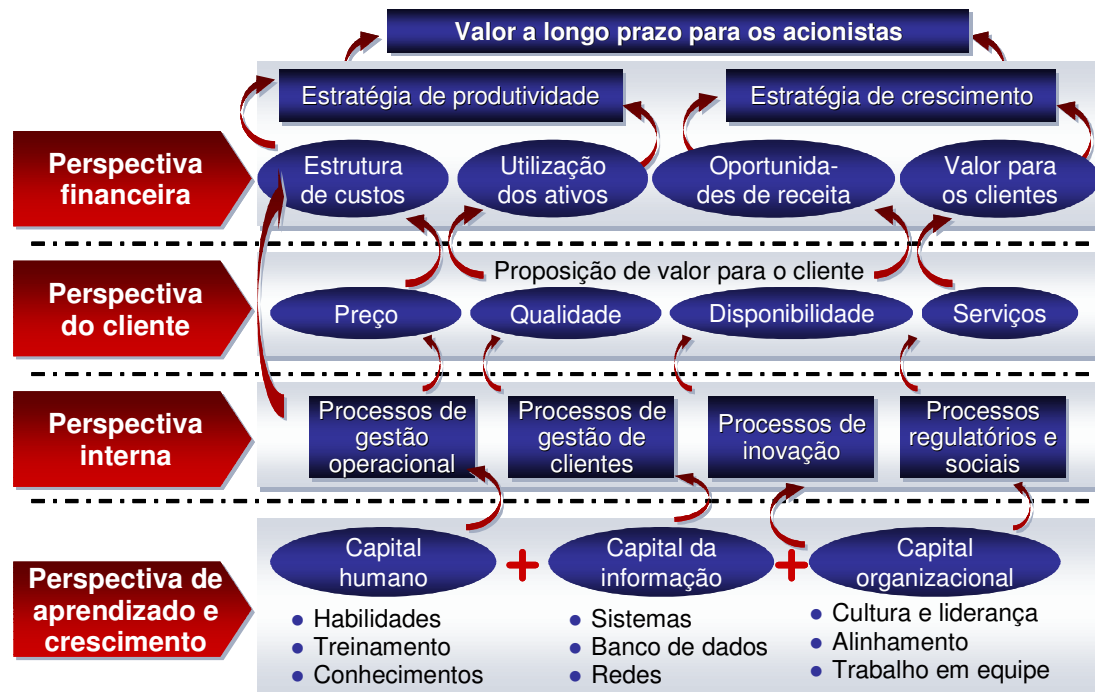 Valor a longo prazo para os acionistas
Estratégia de produtividade
Estratégia de crescimento
Perspectiva
financeira
Estrutura
de custos
Utilização
dos ativos
Oportunida-
des de receita
Valor para
os clientes
Proposição de valor para o cliente
Perspectiva
do cliente
Preço
Qualidade
Disponibilidade
Serviços
Perspectiva
interna
Processos de
gestão
operacional
Processos de
gestão de
clientes
Processos de
inovação
Processos
regulatórios e
sociais
Perspectiva de
aprendizado e
crescimento
Capital
humano
+
Capital da
informação
+
Capital
organizacional
• Habilidades
• Treinamento
• Conhecimentos
• Sistemas
• Banco de dados
• Redes
• Cultura e liderança
• Alinhamento
• Trabalho em equipe